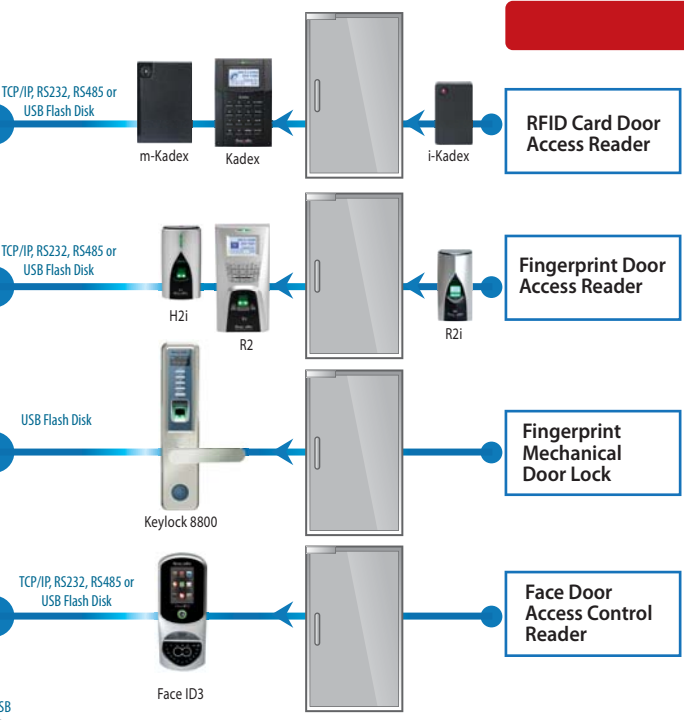 TCP/IP, RS232, RS485 or
USB Flash Disk
m-Kadex
Kadex
i-Kadex
RFID Card Door
Access Reader
TCP/IP, RS232, RS485 or
USB Flash Disk
H2i
R2
R2i
Fingerprint Door
Access Reader
USB Flash Disk
Keylock 8800
Fingerprint
Mechanical
Door Lock
TCP/IP, RS232, RS485 or
USB Flash Disk
Face ID3
Face Door
Access Control
Reader
SB